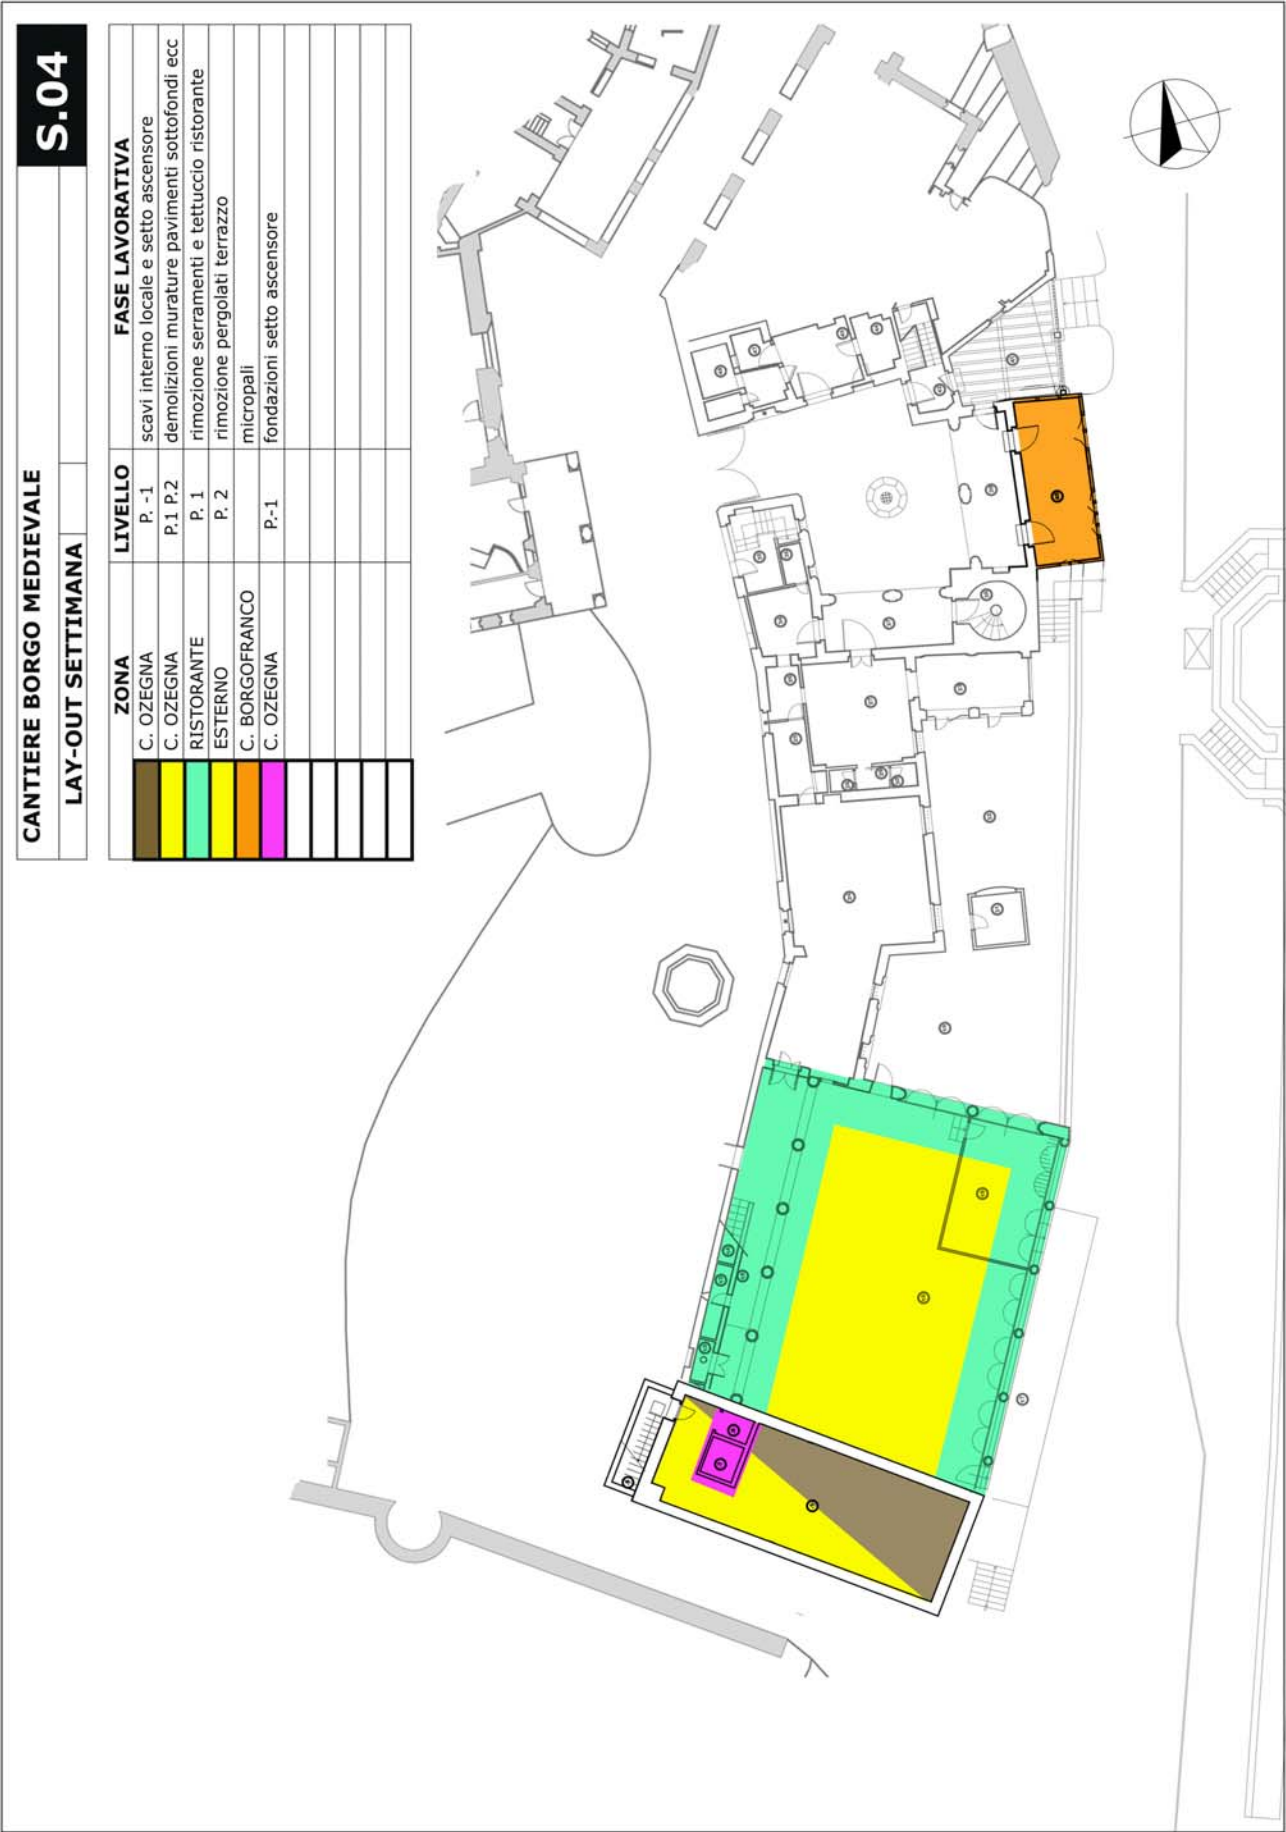 CANTIERE BORGO MEDIEVALE
S.04
LAY-OUT SETTIMANA
ZONA LIVELLO FASE LAVORATIVA
C. OZEGNA P. -1 scavi interno locale e setto ascensore
C. OZEGNA P.1 P.2 demolizioni murature pavimenti sottofondi ecc
RISTORANTE P. 1 rimozione serramenti e tettuccio ristorante
ESTERNO P. 2 rimozione pergolati terrazzo
C. BORGOFRANCO micropali
C. OZEGNA P.-1 fondazioni setto ascensore